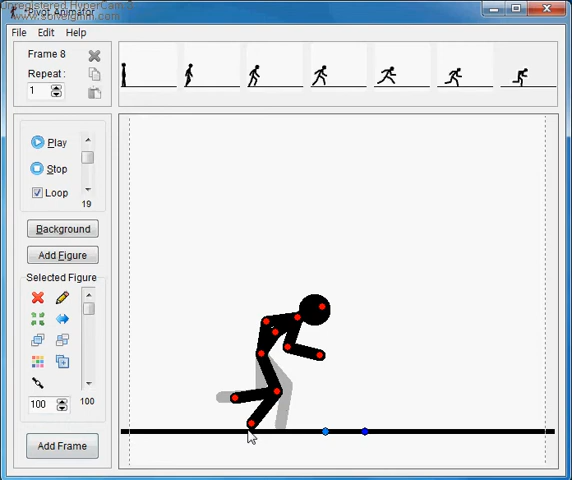 Unregistered HyperCam 2
*Pivot Animator
www.solveigmm.com
File Edit Help
Frame 8
Repeat :
1
Play
Stop
Loop
19
Background
Add Figure
Selected Figure
100
100
Add Frame